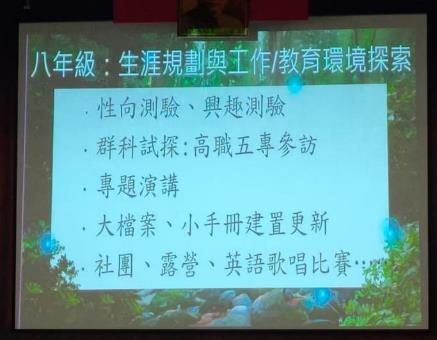 八年級：生涯規劃與工作/教育環境探索
．性向測驗、興趣測驗
．群科試探:高職五專參訪
．專題演講
．大檔案、小手冊建置更新
．社團、露營、英語歌唱比賽……